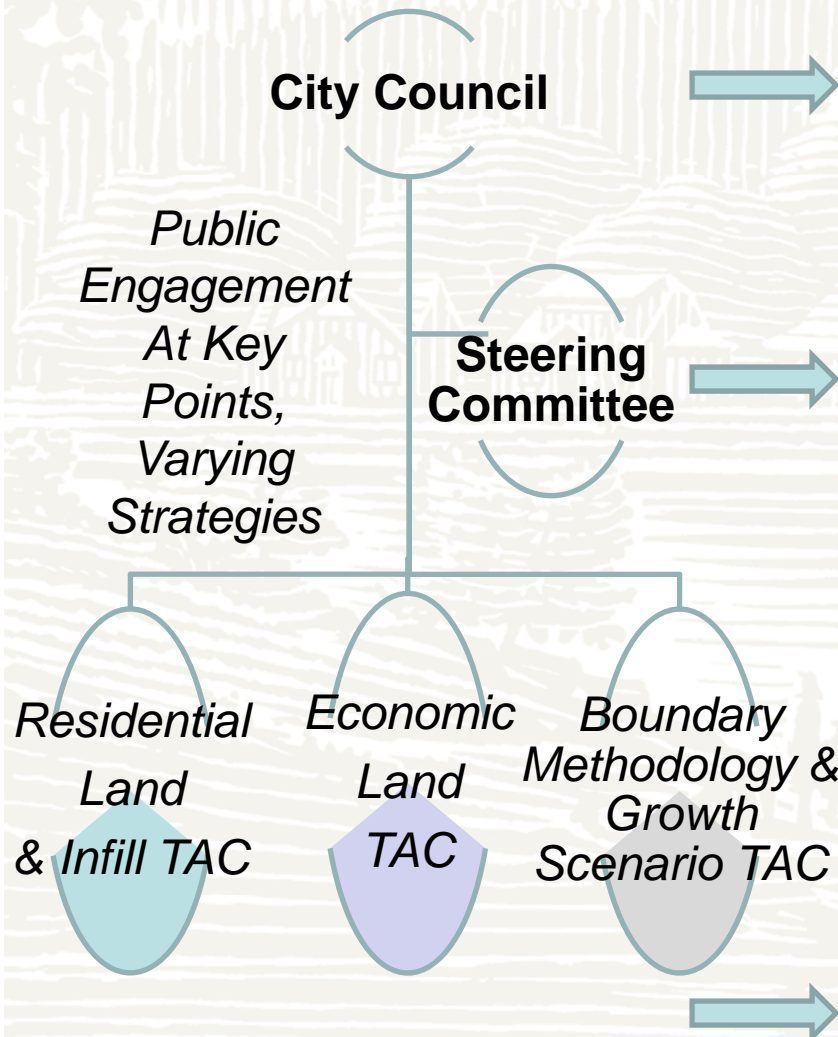 City Council
Public
Engagement
At Key
Points,
Varying
Strategies
Steering
Committee
Residential
Land
& Infill TAC
Economic
Land
TAC
Boundary
Methodology &
Growth
Scenario TAC